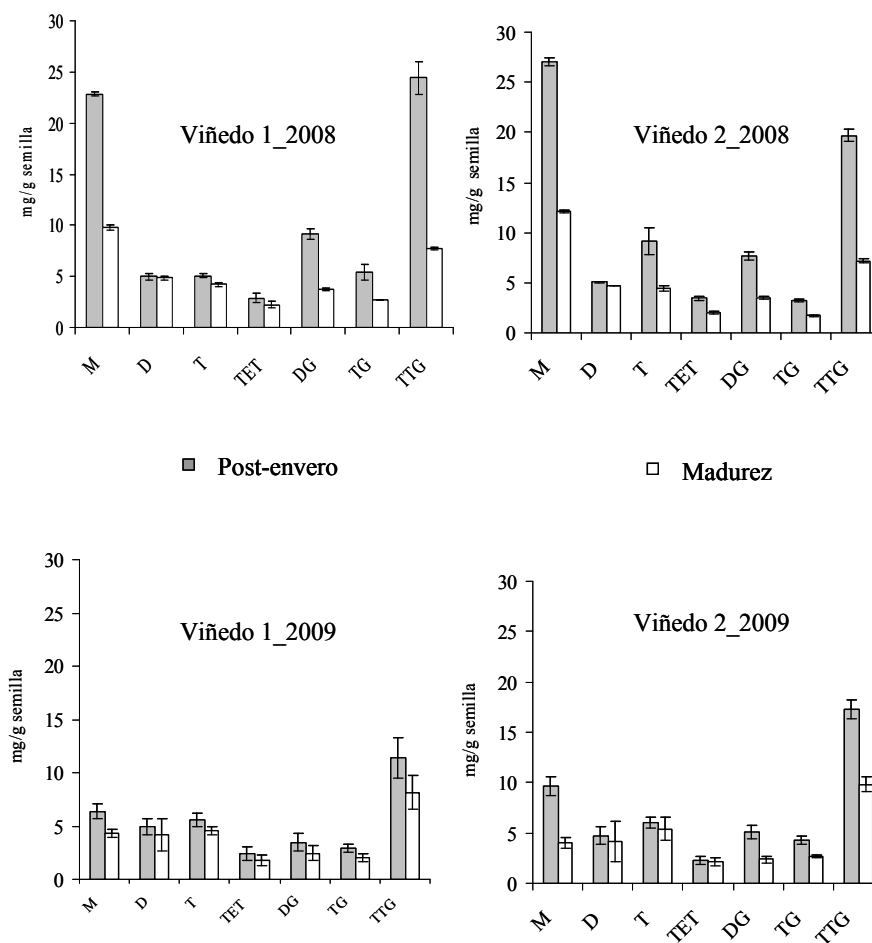 30
25
20
15
10
5
0
mg/g semilla
Viñedo 1_2008
M D T TET DG TG TTG
30
25
20
15
10
5
0
mg/g semilla
Viñedo 2_2008
M D T TET DG TG TTG
Post-envero
Madurez
30
25
20
15
10
5
0
mg/g semilla
Viñedo 1_2009
M D T TET DG TG TTG
30
25
20
15
10
5
0
mg/g semilla
Viñedo 2_2009
M D T TET DG TG TTG